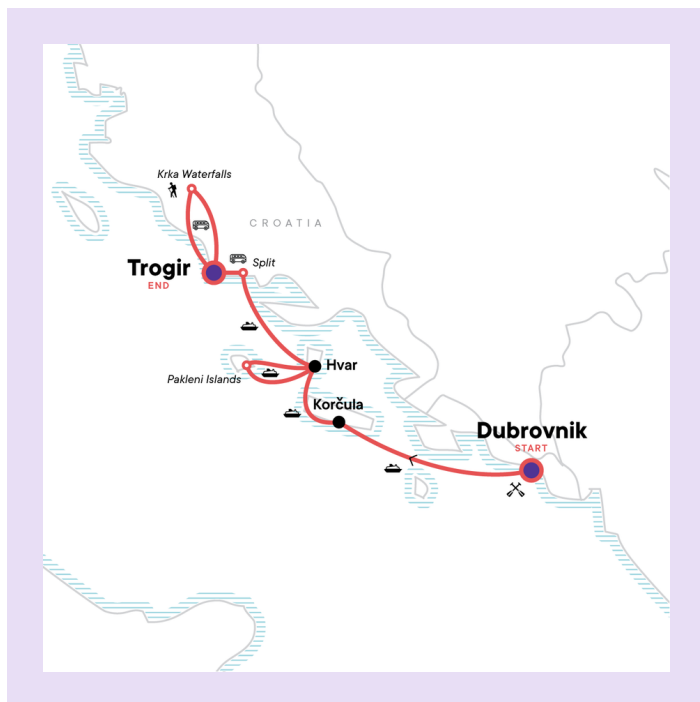 Krka Waterfalls
CROATIA
Split
Trogir
END
Hvar
Pakleni Islands
Korčula
Dubrovnik
START